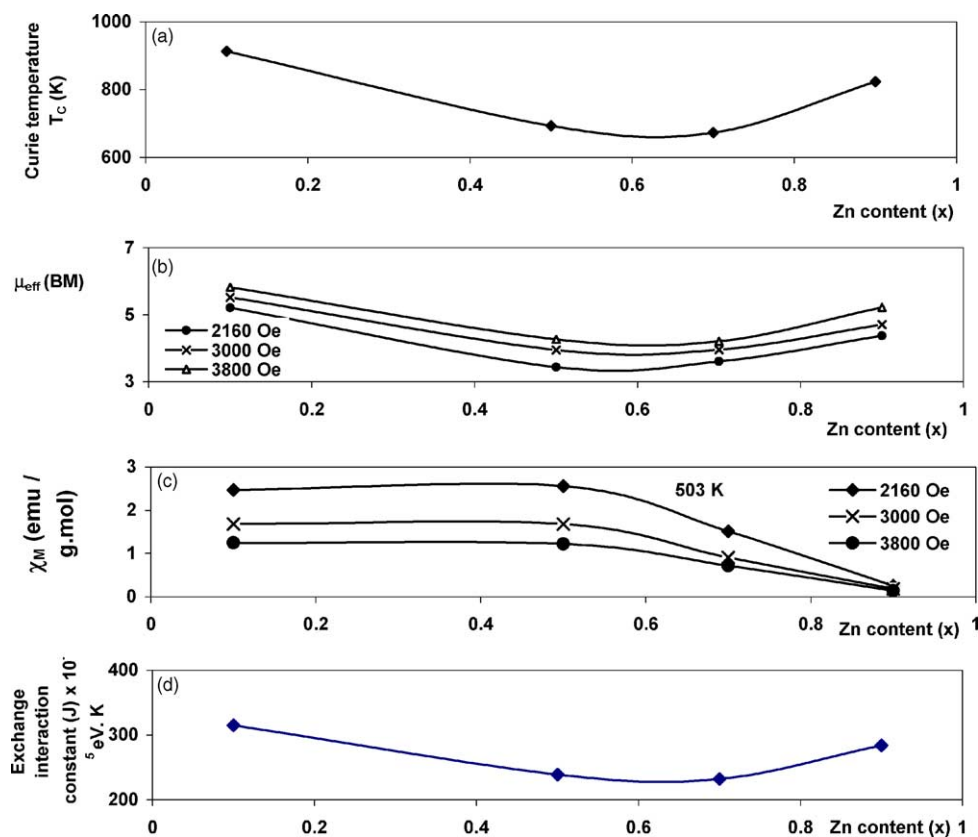 (a)
Curie temperature
T_C (K)
1000
800
600
0 0.2 0.4 0.6 0.8 1
Zn content (x)
(b)
μ_eff (BM)
7
5
3
2160 Oe
3000 Oe
3800 Oe
0 0.2 0.4 0.6 0.8 1
Zn content (x)
(c)
χ_M (emu /
g.mol)
3
2
1
0
503 K
2160 Oe
3000 Oe
3800 Oe
0 0.2 0.4 0.6 0.8 1
Zn content (x)
(d)
Exchange
interaction
constant (J) x 10⁻
⁵ eV. K
400
300
200
0 0.2 0.4 0.6 0.8 Zn content (x) 1